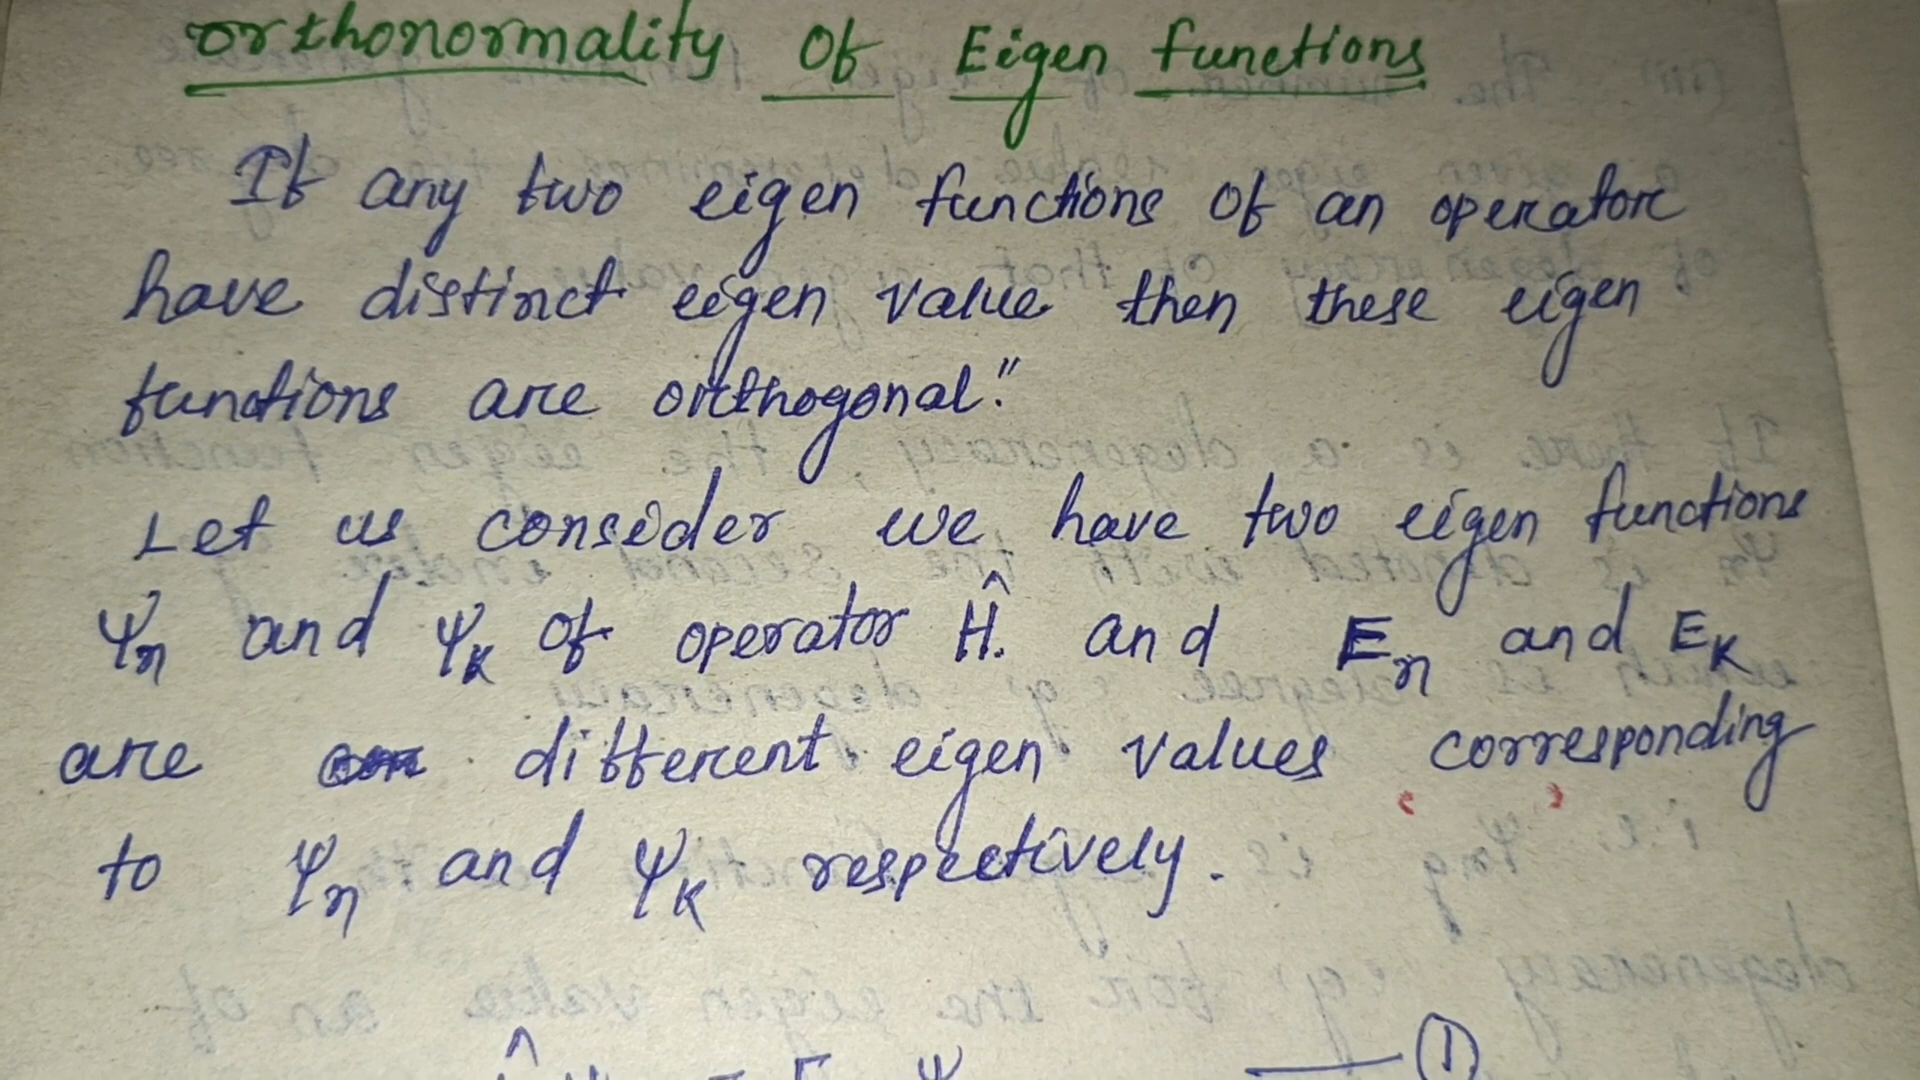 orthonormality Of Eigen functions
If any two eigen functions of an operator
have distinct eigen value then these eigen
functions are orthogonal."
Let us consider we have two eigen functions
Ψn and Ψk of operator Ĥ. and En and Ek
are different eigen values corresponding
to Ψn and Ψk respectively.
①